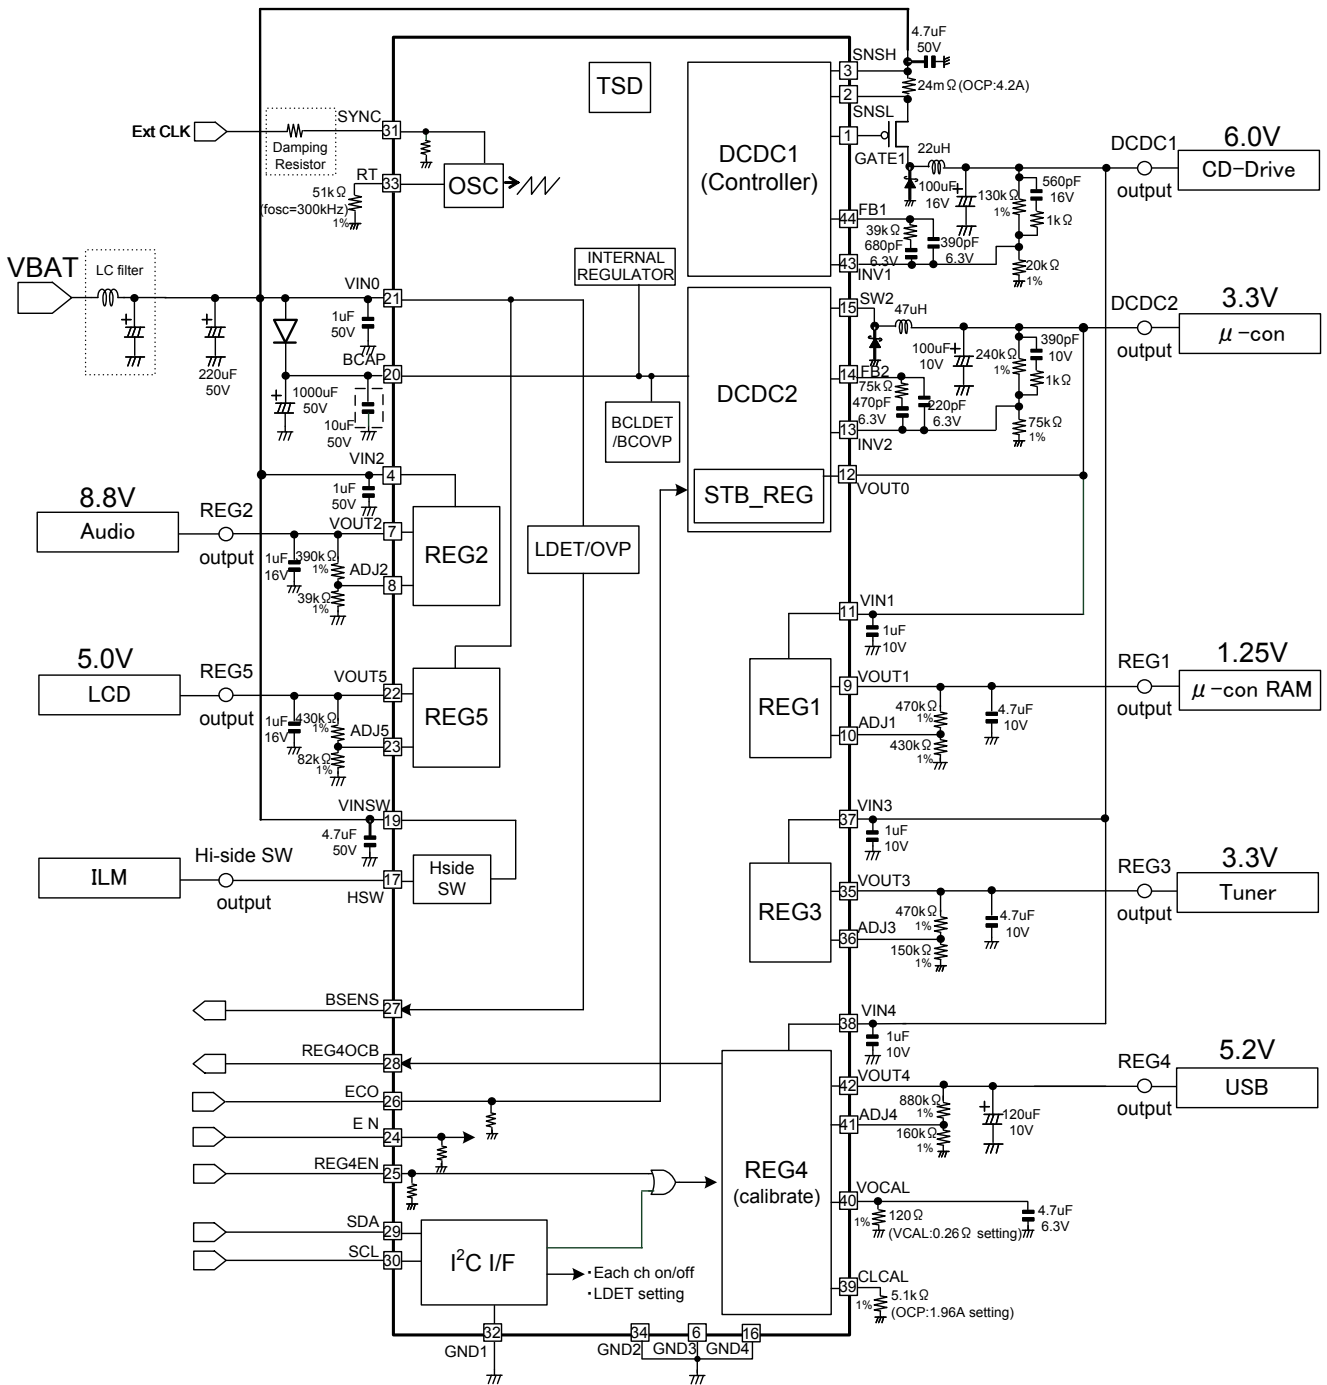 4.7uF
50V
SNSH
3
TSD
24mΩ(OCP:4.2A)
2
SNSL
SYNC
Ext CLK
31
Damping
Resistor
1
GATE1
DCDC1
(Controller)
22uH
DCDC1
output
6.0V
CD-Drive
RT
33
OSC
51kΩ
(fosc=300kHz)
1%
100uF
16V
130kΩ
1%
560pF
16V
1kΩ
FB1
44
39kΩ
680pF
6.3V
390pF
6.3V
43
INV1
20kΩ
1%
VBAT
LC filter
INTERNAL
REGULATOR
VIN0
21
1uF
50V
220uF
50V
SW2
15
47uH
DCDC2
output
3.3V
μ-con
BCAP
20
1000uF
50V
10uF
50V
DCDC2
100uF
10V
240kΩ
1%
390pF
10V
1kΩ
14
FB2
75kΩ
470pF
6.3V
220pF
6.3V
13
INV2
75kΩ
1%
BCLDET
/BCOVP
VIN2
4
1uF
50V
12
VOUT0
STB_REG
8.8V
Audio
REG2
output
VOUT2
7
1uF
16V
390kΩ
1%
ADJ2
8
39kΩ
1%
REG2
LDET/OVP
VIN1
11
1uF
10V
5.0V
LCD
REG5
output
VOUT5
22
1uF
16V
430kΩ
1%
ADJ5
23
82kΩ
1%
REG5
REG1
VOUT1
9
470kΩ
1%
4.7uF
10V
ADJ1
10
430kΩ
1%
REG1
output
1.25V
μ-con RAM
VINSW
19
4.7uF
50V
VIN3
37
1uF
10V
ILM
Hi-side SW
output
17
HSW
Hside
SW
REG3
VOUT3
35
470kΩ
1%
4.7uF
10V
ADJ3
36
150kΩ
1%
REG3
output
3.3V
Tuner
BSENS
27
VIN4
38
1uF
10V
REG4OCB
28
ECO
26
E N
24
REG4EN
25
REG4
(calibrate)
VOUT4
42
880kΩ
1%
120uF
10V
ADJ4
41
160kΩ
1%
REG4
output
5.2V
USB
VOCAL
40
1%
120Ω
(VCAL:0.26Ω setting)
4.7uF
6.3V
SDA
29
SCL
30
I²C I/F
・Each ch on/off
・LDET setting
CLCAL
39
1%
5.1kΩ
(OCP:1.96A setting)
32
GND1
34
GND2
6
GND3
16
GND4